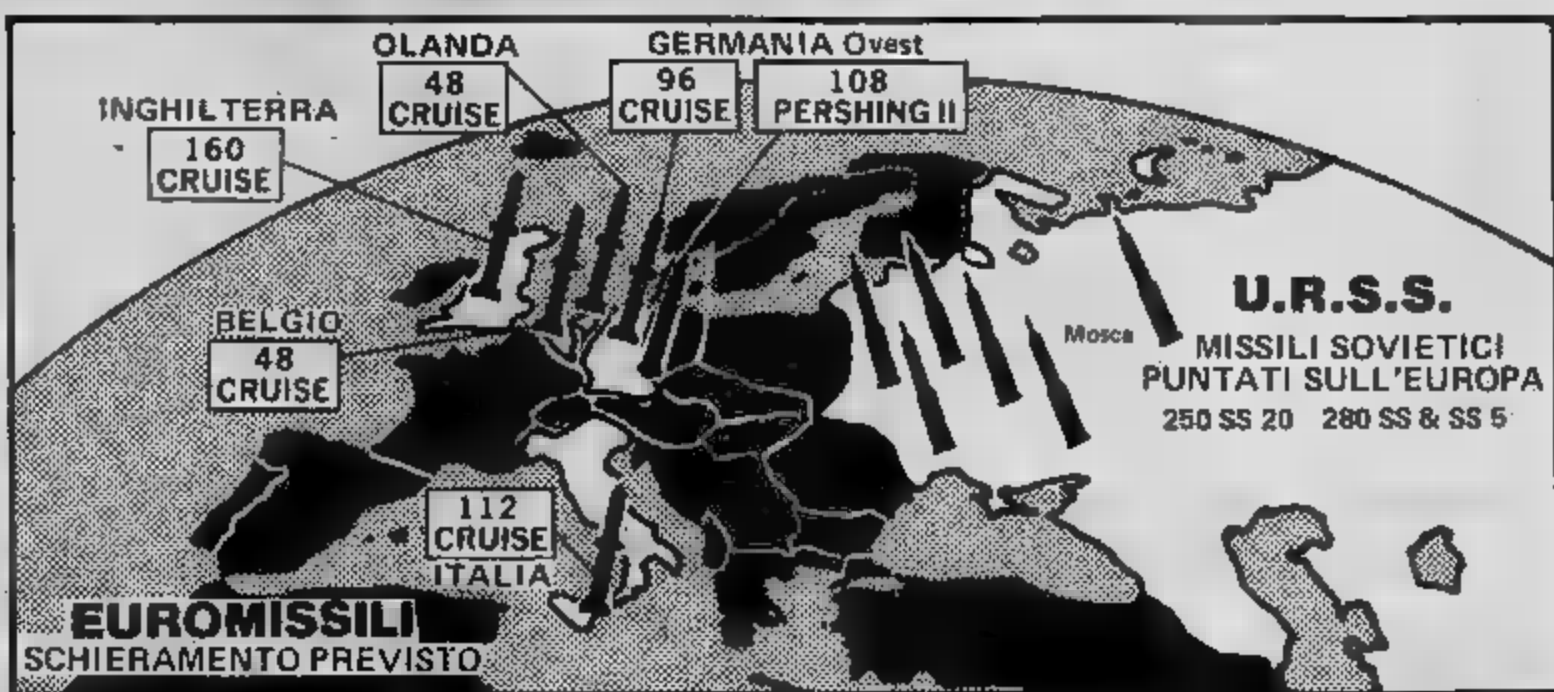 OLANDA
48
CRUISE
GERMANIA Ovest
96
CRUISE
108
PERSHING II
INGHILTERRA
160
CRUISE
BELGIO
48
CRUISE
U.R.S.S.
Mosca
MISSILI SOVIETICI
PUNTATI SULL'EUROPA
250 SS 20 280 SS & SS 5
112
CRUISE
ITALIA
EUROMISSILI
SCHIERAMENTO PREVISTO